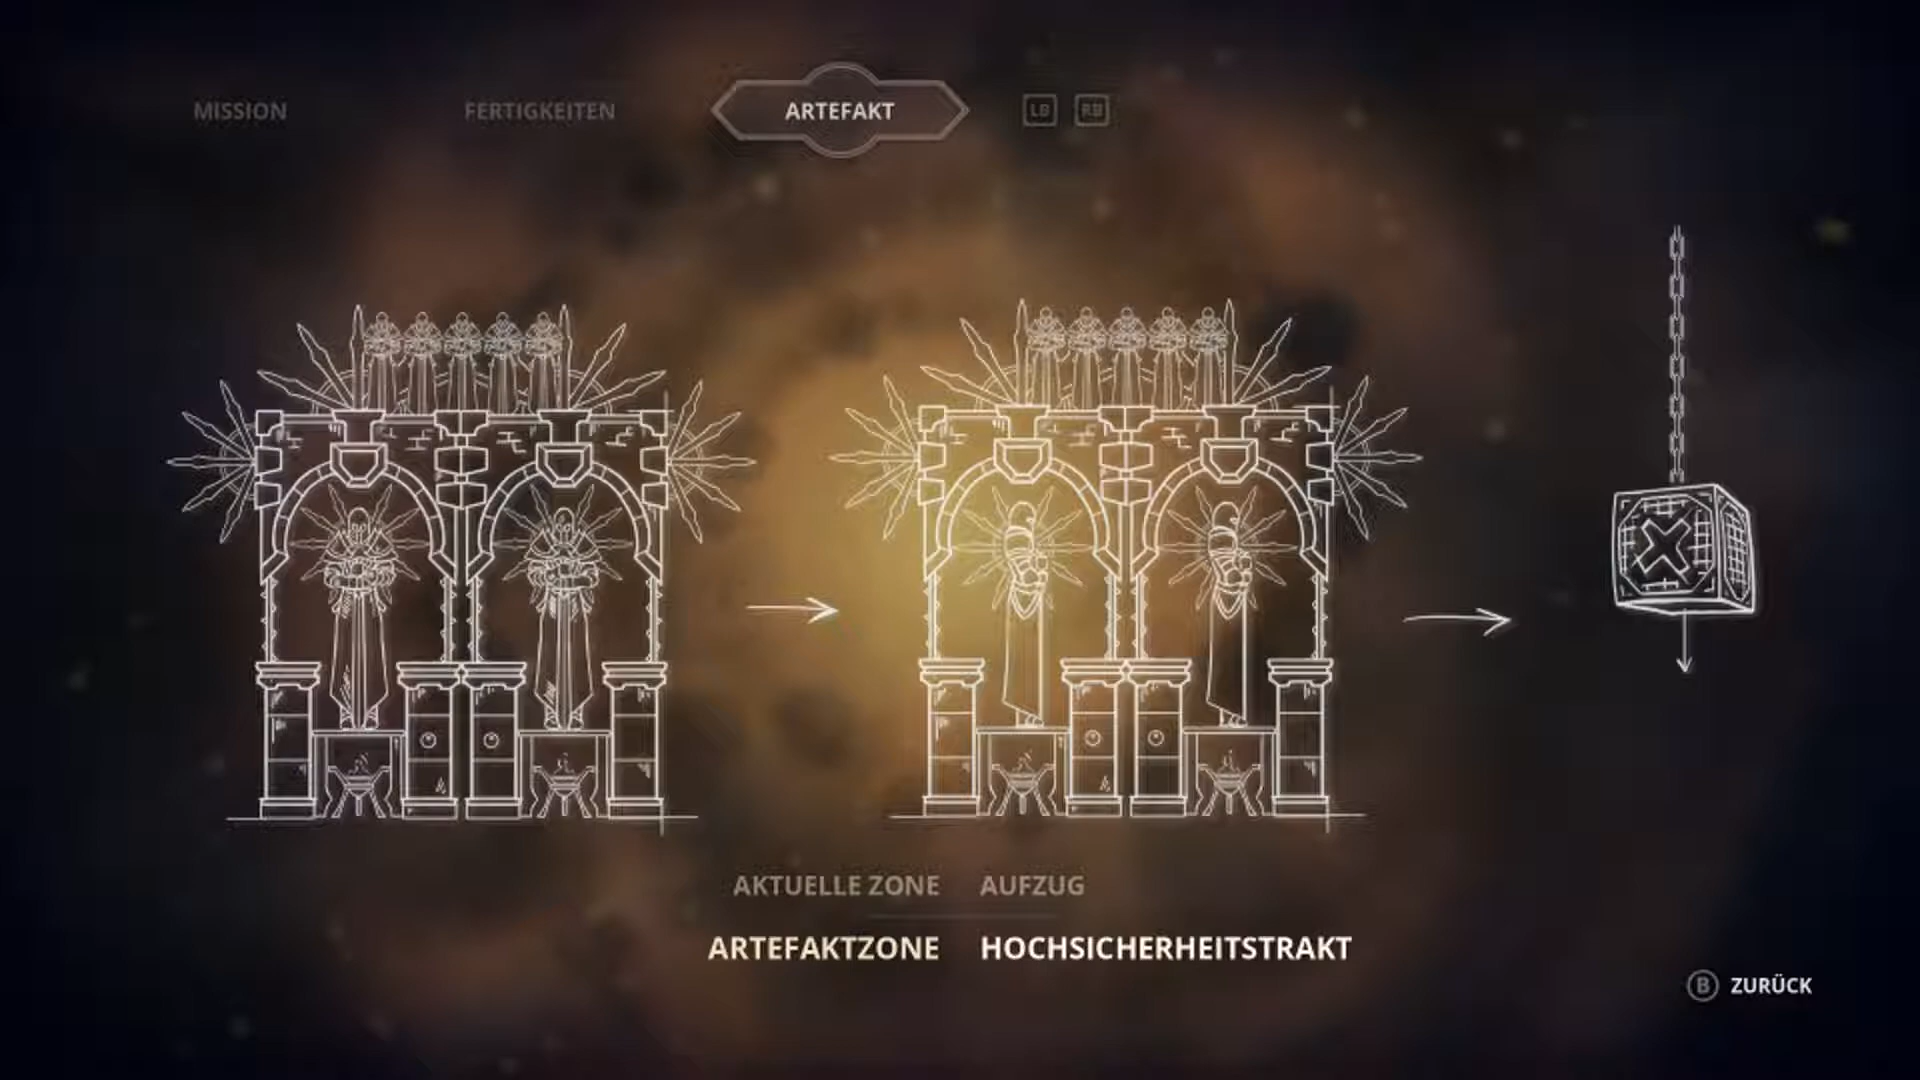 MISSION FERTIGKEITEN ARTEFAKT LB RB
AKTUELLE ZONE AUFZUG
ARTEFAKTZONE HOCHSICHERHEITSTRAKT
B ZURÜCK